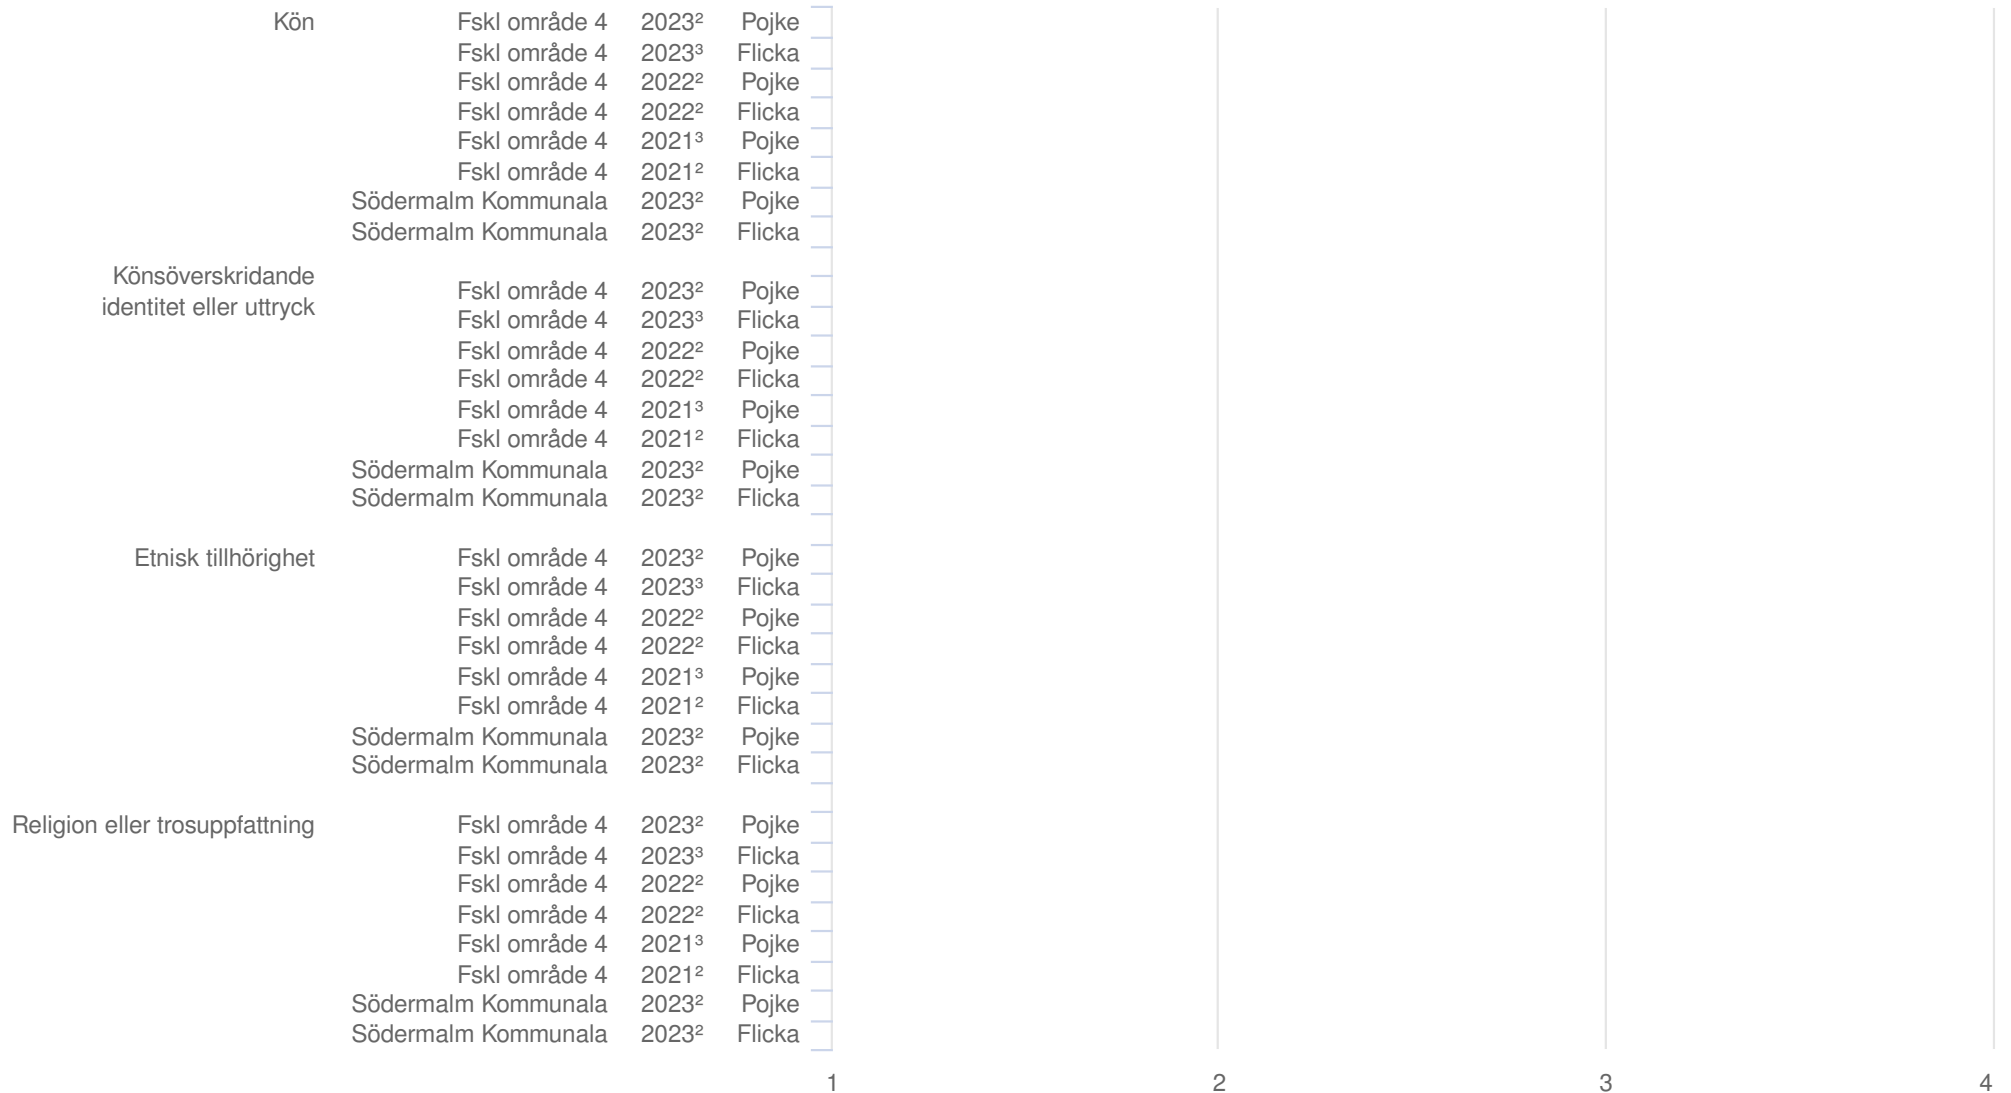 Kön Fskl område 4 2023² Pojke
Fskl område 4 2023³ Flicka
Fskl område 4 2022² Pojke
Fskl område 4 2022² Flicka
Fskl område 4 2021³ Pojke
Fskl område 4 2021² Flicka
Södermalm Kommunala 2023² Pojke
Södermalm Kommunala 2023² Flicka
Könsöverskridande
identitet eller uttryck
Fskl område 4 2023² Pojke
Fskl område 4 2023³ Flicka
Fskl område 4 2022² Pojke
Fskl område 4 2022² Flicka
Fskl område 4 2021³ Pojke
Fskl område 4 2021² Flicka
Södermalm Kommunala 2023² Pojke
Södermalm Kommunala 2023² Flicka
Etnisk tillhörighet Fskl område 4 2023² Pojke
Fskl område 4 2023³ Flicka
Fskl område 4 2022² Pojke
Fskl område 4 2022² Flicka
Fskl område 4 2021³ Pojke
Fskl område 4 2021² Flicka
Södermalm Kommunala 2023² Pojke
Södermalm Kommunala 2023² Flicka
Religion eller trosuppfattning Fskl område 4 2023² Pojke
Fskl område 4 2023³ Flicka
Fskl område 4 2022² Pojke
Fskl område 4 2022² Flicka
Fskl område 4 2021³ Pojke
Fskl område 4 2021² Flicka
Södermalm Kommunala 2023² Pojke
Södermalm Kommunala 2023² Flicka
1 2 3 4